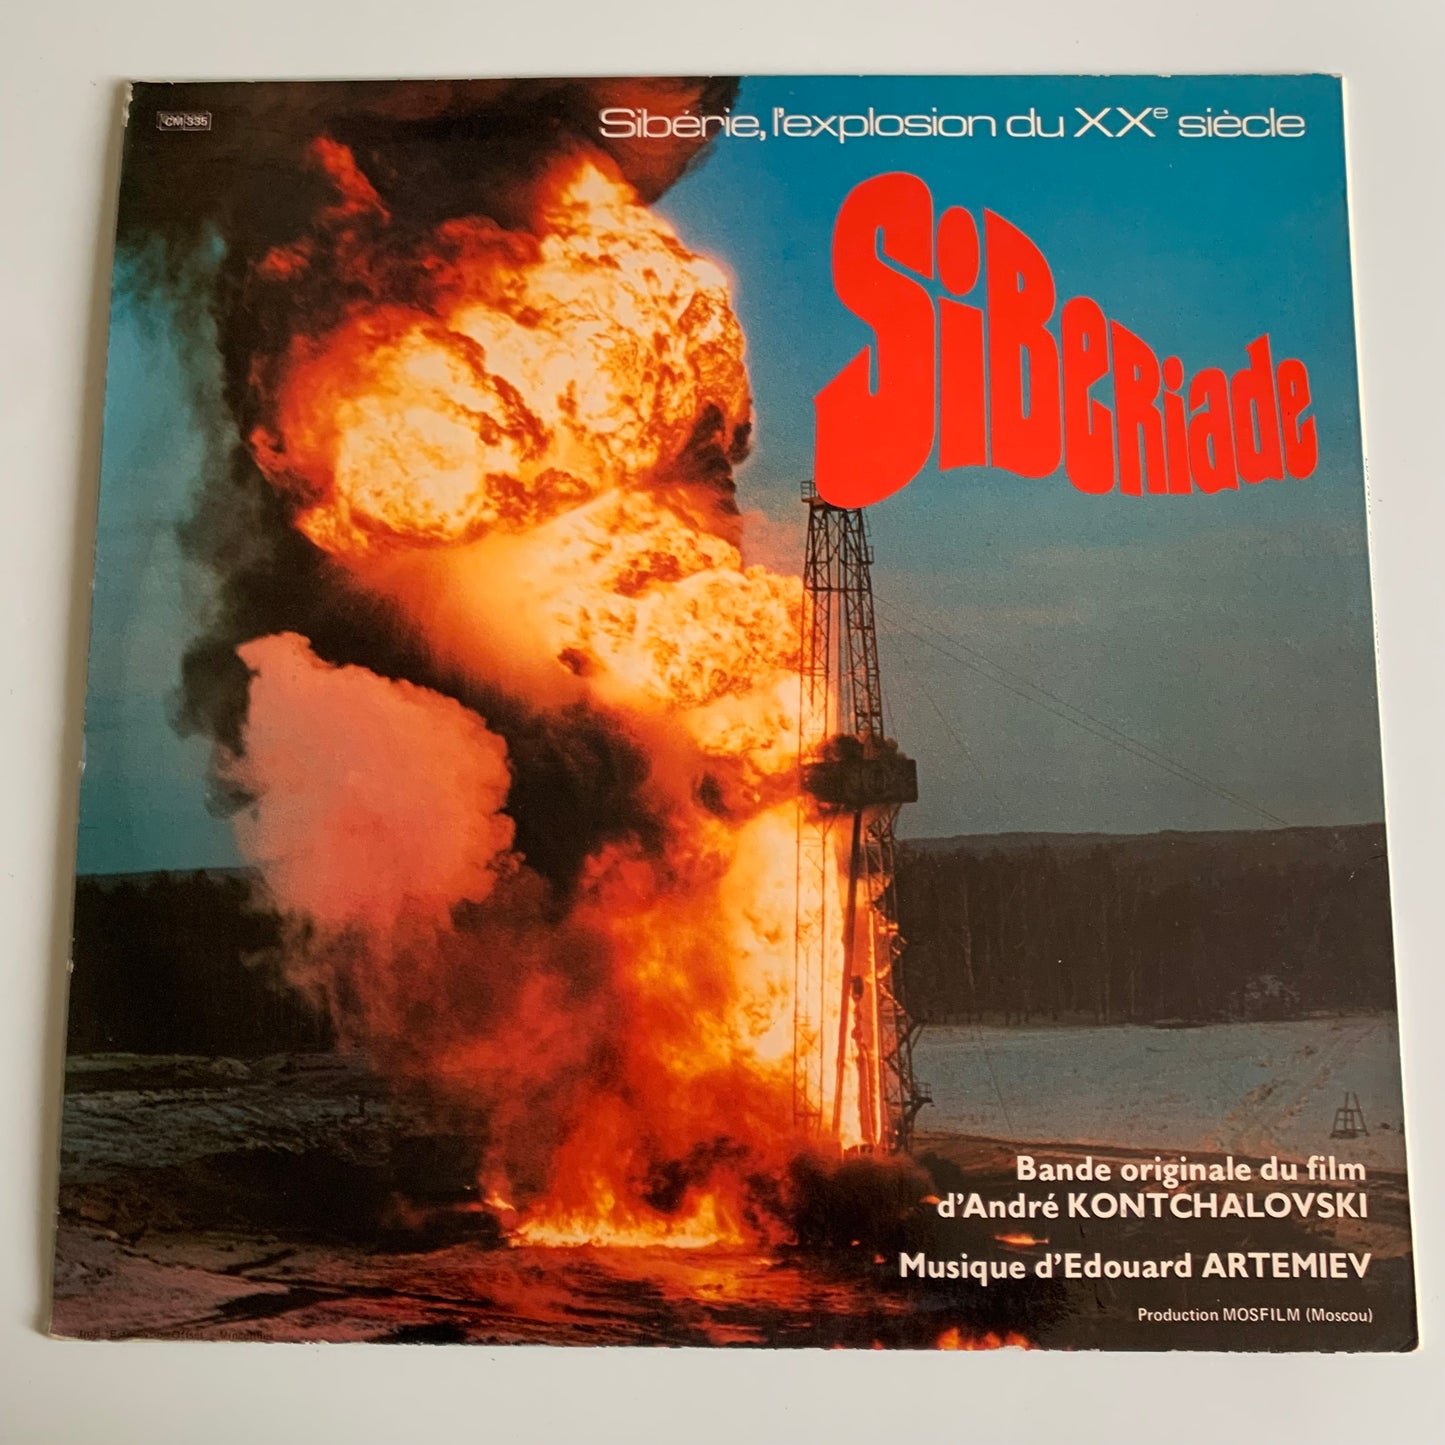 CM 335
Sibérie, l'explosion du XXe siècle
SiBeRiade
Bande originale du film
d'André KONTCHALOVSKI
Musique d'Edouard ARTEMIEV
Production MOSFILM (Moscou)